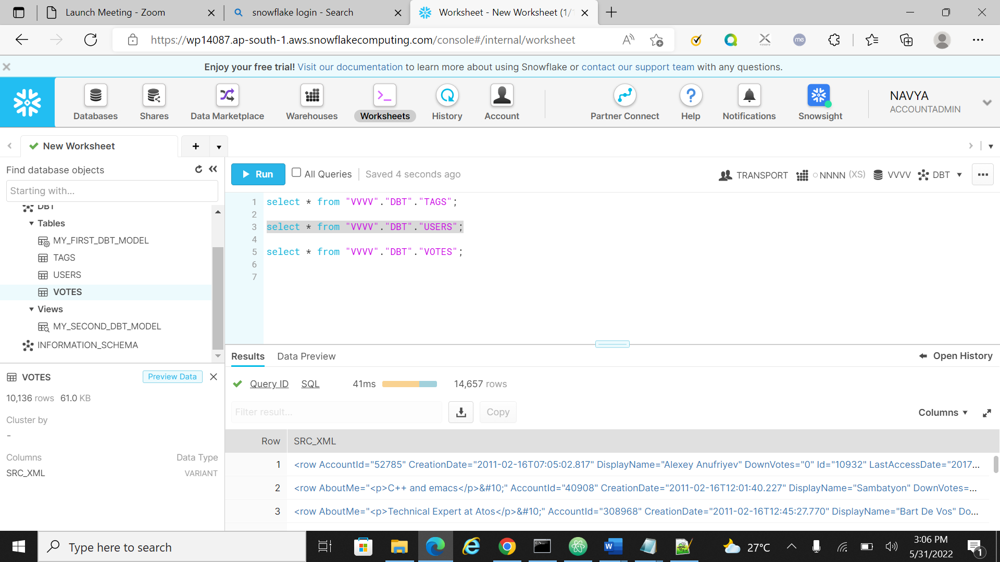 Launch Meeting - Zoom
snowflake login - Search
Worksheet - New Worksheet (1/
https://wp14087.ap-south-1.aws.snowflakecomputing.com/console#/internal/worksheet
me
Enjoy your free trial! Visit our documentation to learn more about using Snowflake or contact our support team with any questions.
Databases
Shares
Data Marketplace
Warehouses
Worksheets
History
Account
Partner Connect
Help
Notifications
Snowsight
NAVYA
ACCOUNTADMIN
New Worksheet
Find database objects
Starting with...
DBT
Tables
MY_FIRST_DBT_MODEL
TAGS
USERS
VOTES
Views
MY_SECOND_DBT_MODEL
INFORMATION_SCHEMA
Run
All Queries
Saved 4 seconds ago
TRANSPORT
NNNN (XS)
VVVV
DBT
1 select * from "VVVV"."DBT"."TAGS";
2
3 select * from "VVVV"."DBT"."USERS";
4
5 select * from "VVVV"."DBT"."VOTES";
6
7
VOTES
Preview Data
10,136 rows 61.0 KB
Cluster by
-
Columns Data Type
SRC_XML VARIANT
Results
Data Preview
Open History
Query ID
SQL
41ms
14,657 rows
Filter result...
Copy
Columns
Row SRC_XML
1 <row AccountId="52785" CreationDate="2011-02-16T07:05:02.817" DisplayName="Alexey Anufriyev" DownVotes="0" Id="10932" LastAccessDate="2017...
2 <row AboutMe="<p>C++ and emacs</p>&#10;" AccountId="40908" CreationDate="2011-02-16T12:01:40.227" DisplayName="Sambatyon" DownVotes=...
3 <row AboutMe="<p>Technical Expert at Atos</p>&#10;" AccountId="308968" CreationDate="2011-02-16T12:45:27.770" DisplayName="Bart De Vos" Do...
Type here to search
27°C
3:06 PM
5/31/2022
1